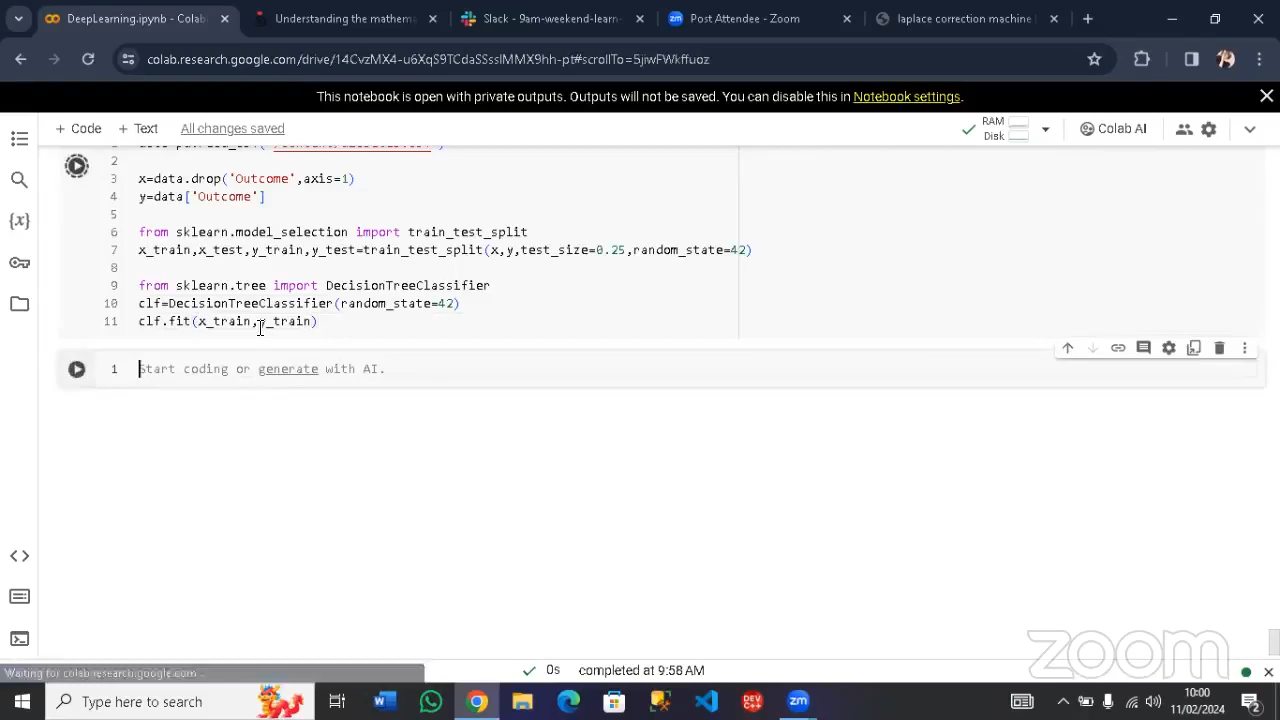 DeepLearning.ipynb - Colab
Understanding the mathema
Slack - 9am-weekend-learn-
Post Attendee - Zoom
laplace correction machine
colab.research.google.com/drive/14CvzMX4-u6XqS9TCdaSSssIMMX9hh-pt#scrollTo=5jiwFWkffuoz
This notebook is open with private outputs. Outputs will not be saved. You can disable this in Notebook settings.
+ Code + Text All changes saved
RAM
Disk
Colab AI
2
3 x=data.drop('Outcome',axis=1)
4 y=data['Outcome']
5
6 from sklearn.model_selection import train_test_split
7 x_train,x_test,y_train,y_test=train_test_split(x,y,test_size=0.25,random_state=42)
8
9 from sklearn.tree import DecisionTreeClassifier
10 clf=DecisionTreeClassifier(random_state=42)
11 clf.fit(x_train,y_train)
1 Start coding or generate with AI.
zoom
Waiting for colab.research.google.com...
0s completed at 9:58 AM
Type here to search
10:00
11/02/2024
2